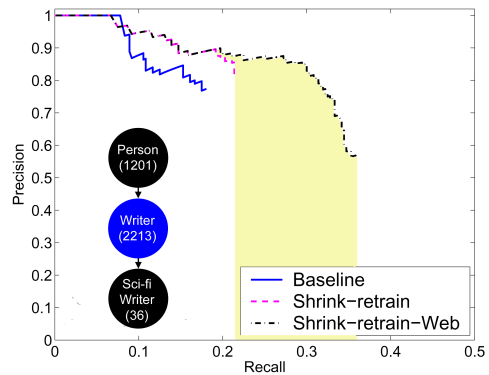 1
0.9
0.8
0.7
0.6
0.5
0.4
0.3
0.2
0.1
0
Precision
Person
(1201)
Writer
(2213)
Sci-fi
Writer
(36)
Baseline
Shrink-retrain
Shrink-retrain-Web
0 0.1 0.2 0.3 0.4 0.5
Recall